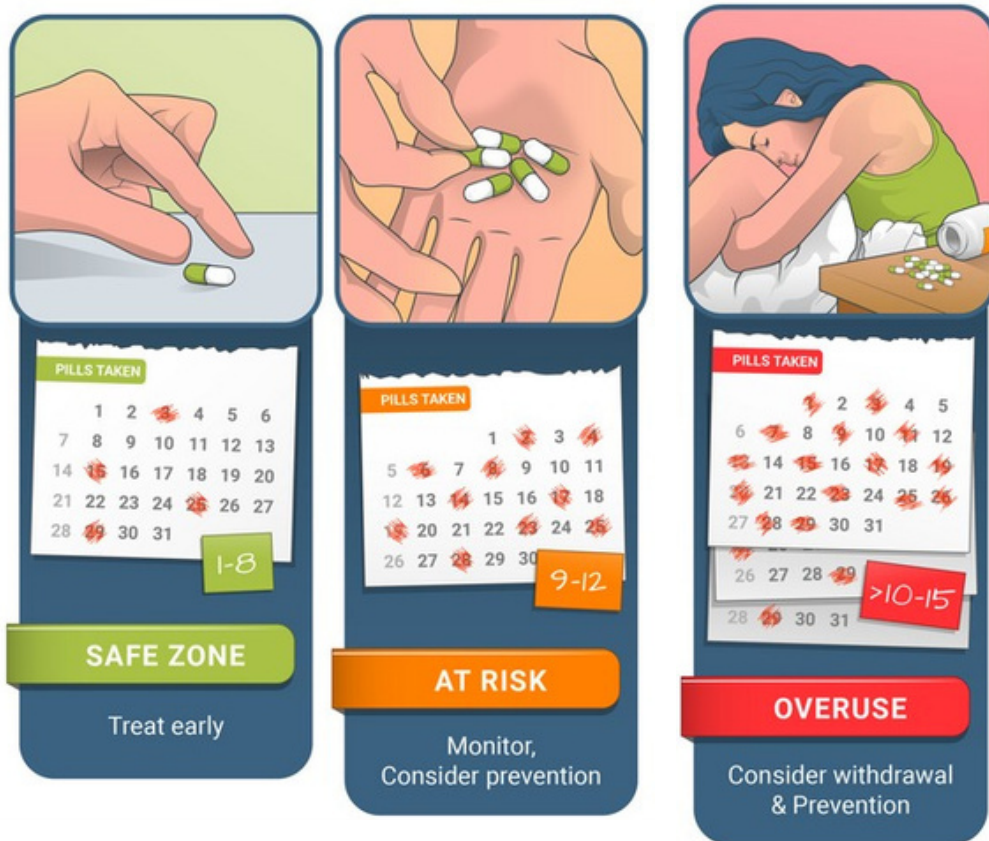 PILLS TAKEN
1 2 3 4 5 6
7 8 9 10 11 12 13
14 15 16 17 18 19 20
21 22 23 24 25 26 27
28 29 30 31
1-8
SAFE ZONE
Treat early
PILLS TAKEN
1 2 3 4
5 6 7 8 9 10 11
12 13 14 15 16 17 18
19 20 21 22 23 24 25
26 27 28 29 30
9-12
AT RISK
Monitor,
Consider prevention
PILLS TAKEN
1 2 3 4 5
6 7 8 9 10 11 12
13 14 15 16 17 18 19
20 21 22 23 24 25 26
27 28 29 30 31
26 27 28 29
28 29 30 31
>10-15
OVERUSE
Consider withdrawal
& Prevention